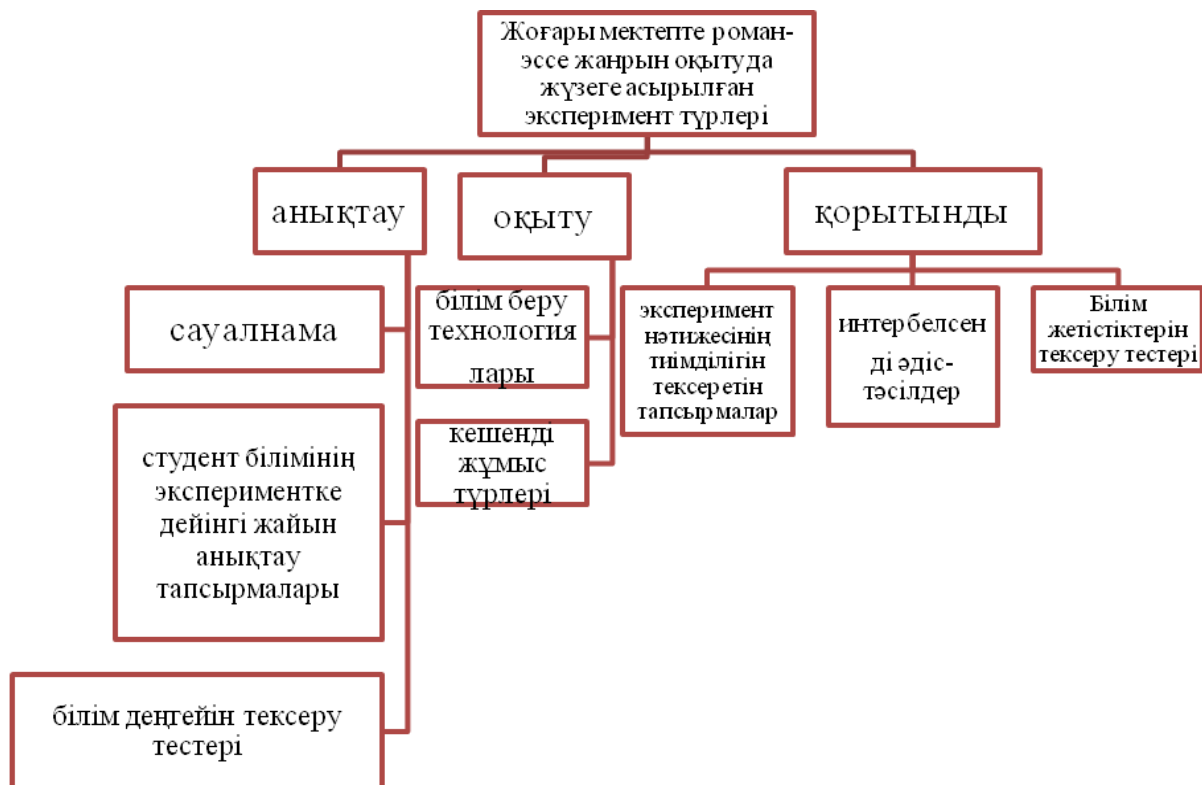 Жоғары мектепте роман-
эссе жанрын оқытуда
жүзеге асырылған
эксперимент түрлері
анықтау
оқыту
қорытынды
сауалнама
студент білімінің
экспериментке
дейінгі жайын
анықтау
тапсырмалары
білім деңгейін тексеру
тестері
білім беру
технология
лары
кешенді
жұмыс
түрлері
эксперимент
нәтижесінің
тиімділігін
тексеретін
тапсырмалар
интербелсен
ді әдіс-
тәсілдер
Білім
жетістіктерін
тексеру тестері